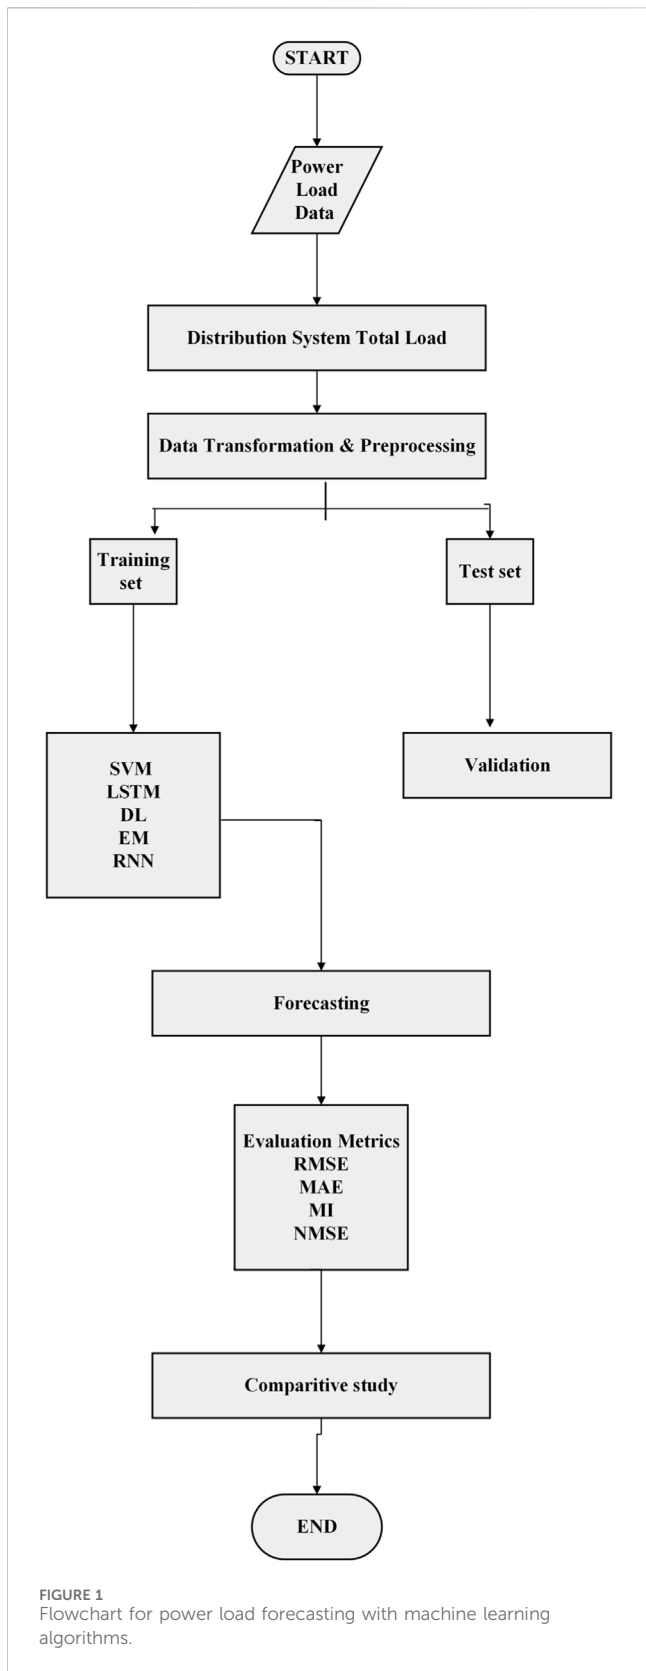 START
Power
Load
Data
Distribution System Total Load
Data Transformation & Preprocessing
Training
set
Test set
SVM
LSTM
DL
EM
RNN
Validation
Forecasting
Evaluation Metrics
RMSE
MAE
MI
NMSE
Comparitive study
END
FIGURE 1
Flowchart for power load forecasting with machine learning
algorithms.